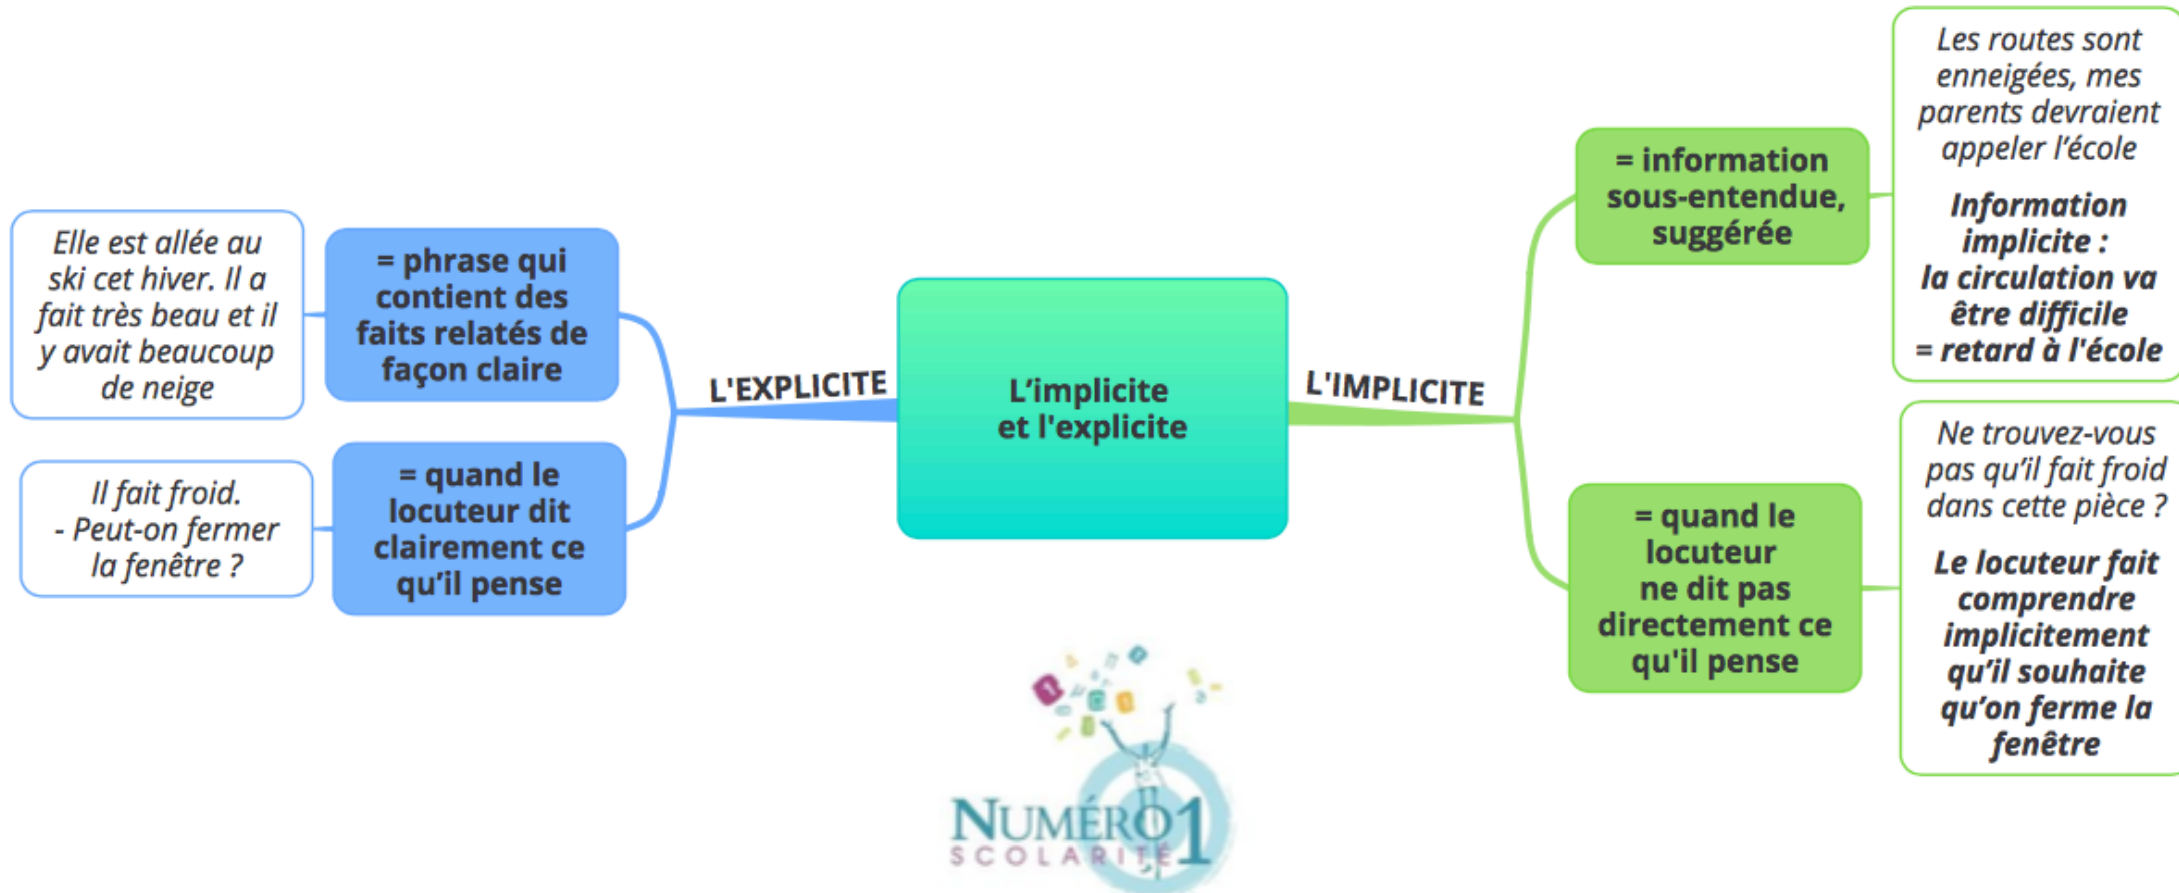 Elle est allée au
ski cet hiver. Il a
fait très beau et il
y avait beaucoup
de neige
= phrase qui
contient des
faits relatés de
façon claire
Il fait froid.
- Peut-on fermer
la fenêtre ?
= quand le
locuteur dit
clairement ce
qu’il pense
L'EXPLICITE
L’implicite
et l'explicite
L'IMPLICITE
= information
sous-entendue,
suggérée
Les routes sont
enneigées, mes
parents devraient
appeler l’école
Information
implicite :
la circulation va
être difficile
= retard à l'école
= quand le
locuteur
ne dit pas
directement ce
qu'il pense
Ne trouvez-vous
pas qu’il fait froid
dans cette pièce ?
Le locuteur fait
comprendre
implicitement
qu’il souhaite
qu’on ferme la
fenêtre
NUMÉRO1
SCOLARITÉ